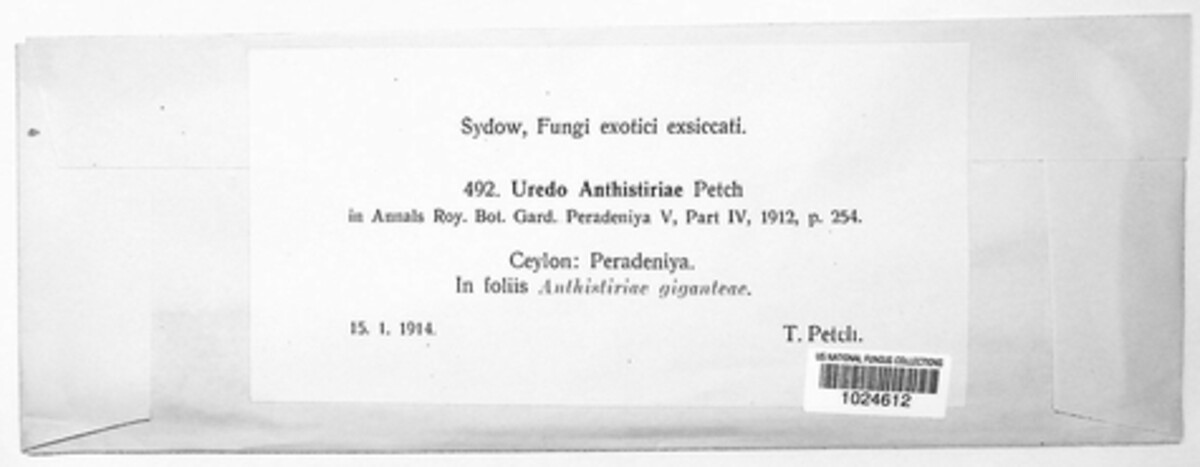 Sydow, Fungi exotici exsiccati.
492. Uredo Anthistiriae Petch
in Annals Roy. Bot. Gard. Peradeniya V, Part IV, 1912, p. 254.
Ceylon: Peradeniya.
In foliis Anthistiriae giganteae.
15. 1. 1914.
T. Petch.
US NATIONAL FUNGUS COLLECTIONS
1024612